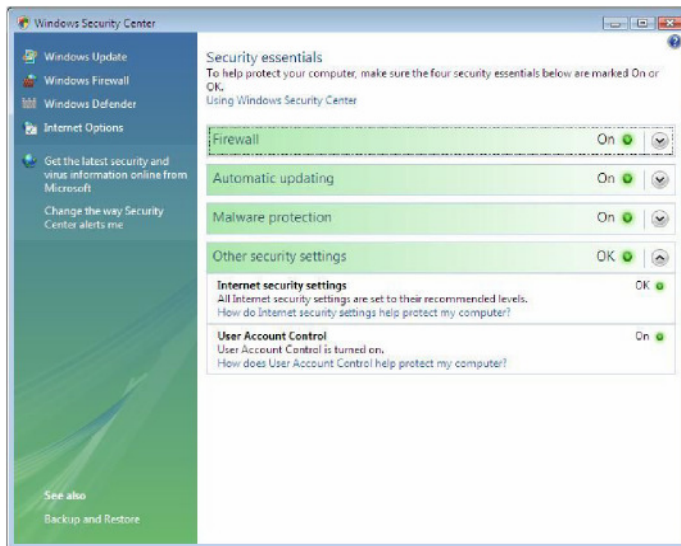 Windows Security Center
Windows Update
Windows Firewall
Windows Defender
Internet Options
Get the latest security and
virus information online from
Microsoft
Change the way Security
Center alerts me
See also
Backup and Restore
Security essentials
To help protect your computer, make sure the four security essentials below are marked On or
OK.
Using Windows Security Center
Firewall On
Automatic updating On
Malware protection On
Other security settings OK
Internet security settings OK
All Internet security settings are set to their recommended levels.
How do Internet security settings help protect my computer?
User Account Control On
User Account Control is turned on.
How does User Account Control help protect my computer?